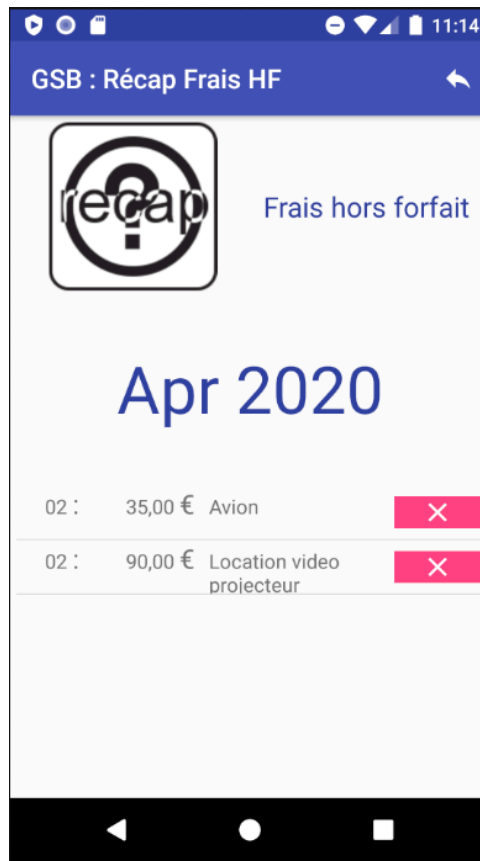 11:14
GSB : Récap Frais HF
recap
Frais hors forfait
Apr 2020
02 : 35,00 € Avion
02 : 90,00 € Location video
projecteur